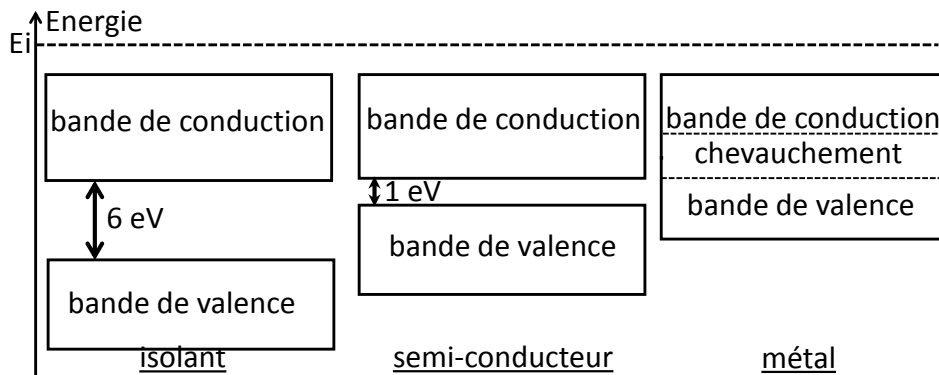 Energie
Ei
bande de conduction
6 eV
bande de valence
isolant
bande de conduction
1 eV
bande de valence
semi-conducteur
bande de conduction
chevauchement
bande de valence
métal